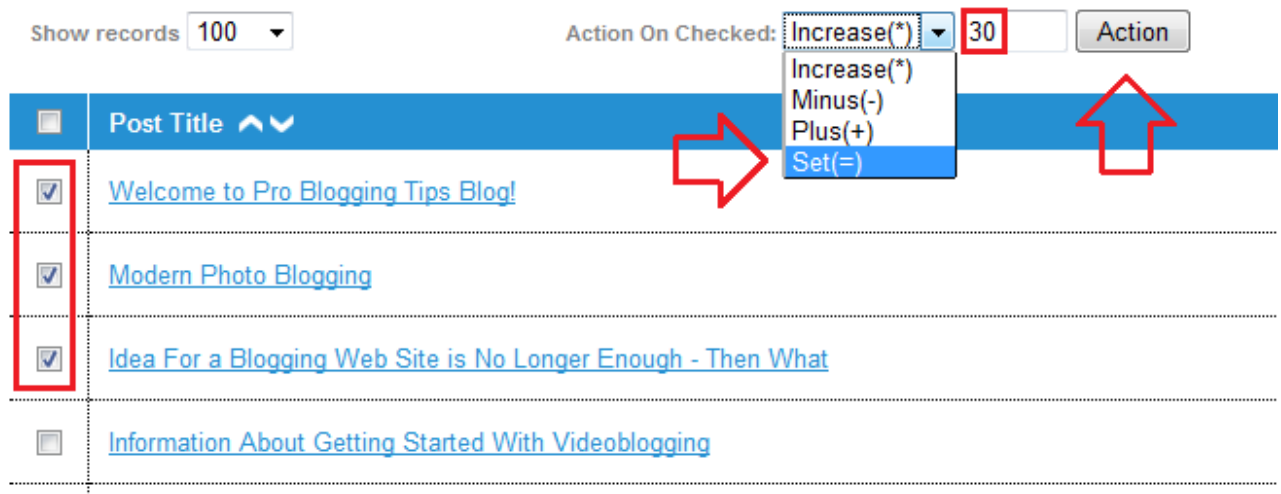 Show records 100 Action On Checked: Increase(*) 30 Action
Increase(*)
Minus(-)
Plus(+)
Set(=)
Post Title
Welcome to Pro Blogging Tips Blog!
Modern Photo Blogging
Idea For a Blogging Web Site is No Longer Enough - Then What
Information About Getting Started With Videoblogging